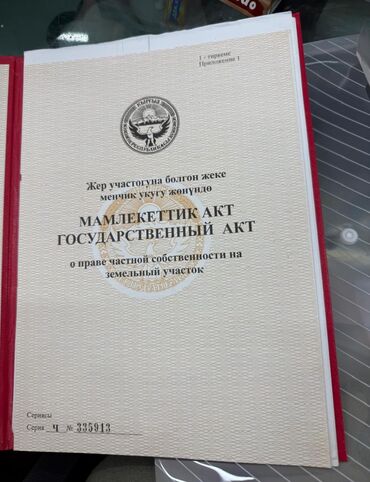 1 - тиркеме
Приложение 1
Жер участогуна болгон жеке
менчик укугу жөнүндө
МАМЛЕКЕТТИК АКТ
ГОСУДАРСТВЕННЫЙ АКТ
о праве частной собственности на
земельный участок
Сериясы
Серия Ч № 335913